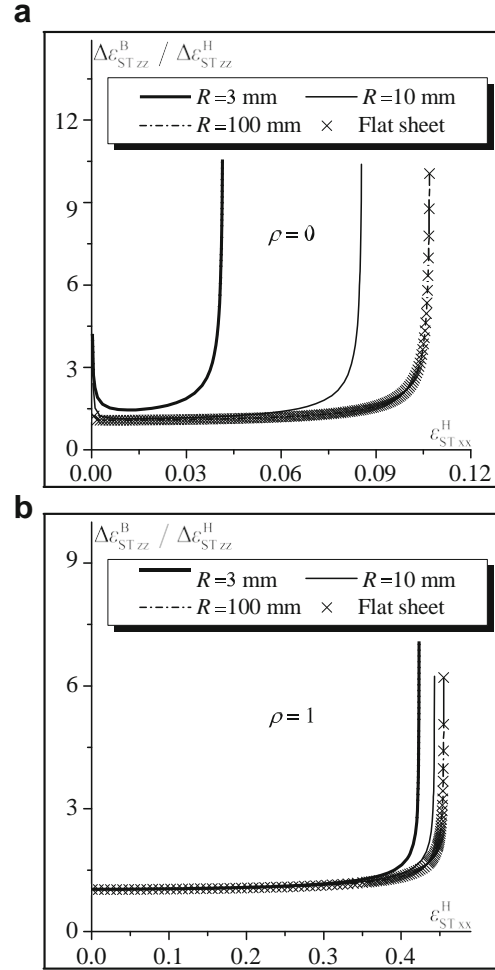 a
Δε^B_ST zz / Δε^H_ST zz
R=3 mm R=10 mm
R=100 mm × Flat sheet
12
9
6
3
0
ρ = 0
ε^H_ST xx
0.00 0.03 0.06 0.09 0.12
b
Δε^B_ST zz / Δε^H_ST zz
R=3 mm R=10 mm
R=100 mm × Flat sheet
9
6
3
0
ρ = 1
ε^H_ST xx
0.0 0.1 0.2 0.3 0.4